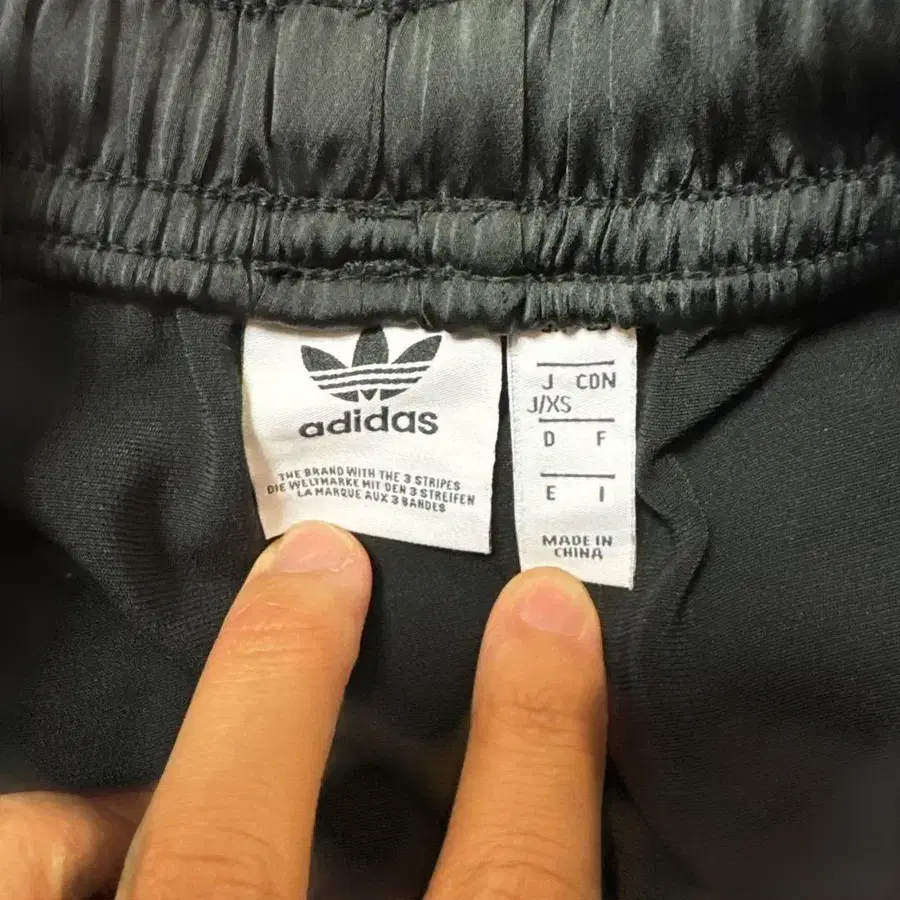 adidas
THE BRAND WITH THE 3 STRIPES
DIE WELTMARKE MIT DEN 3 STREIFEN
LA MARQUE AUX 3 BANDES
J CDN
J/XS
D F
E I
MADE IN
CHINA